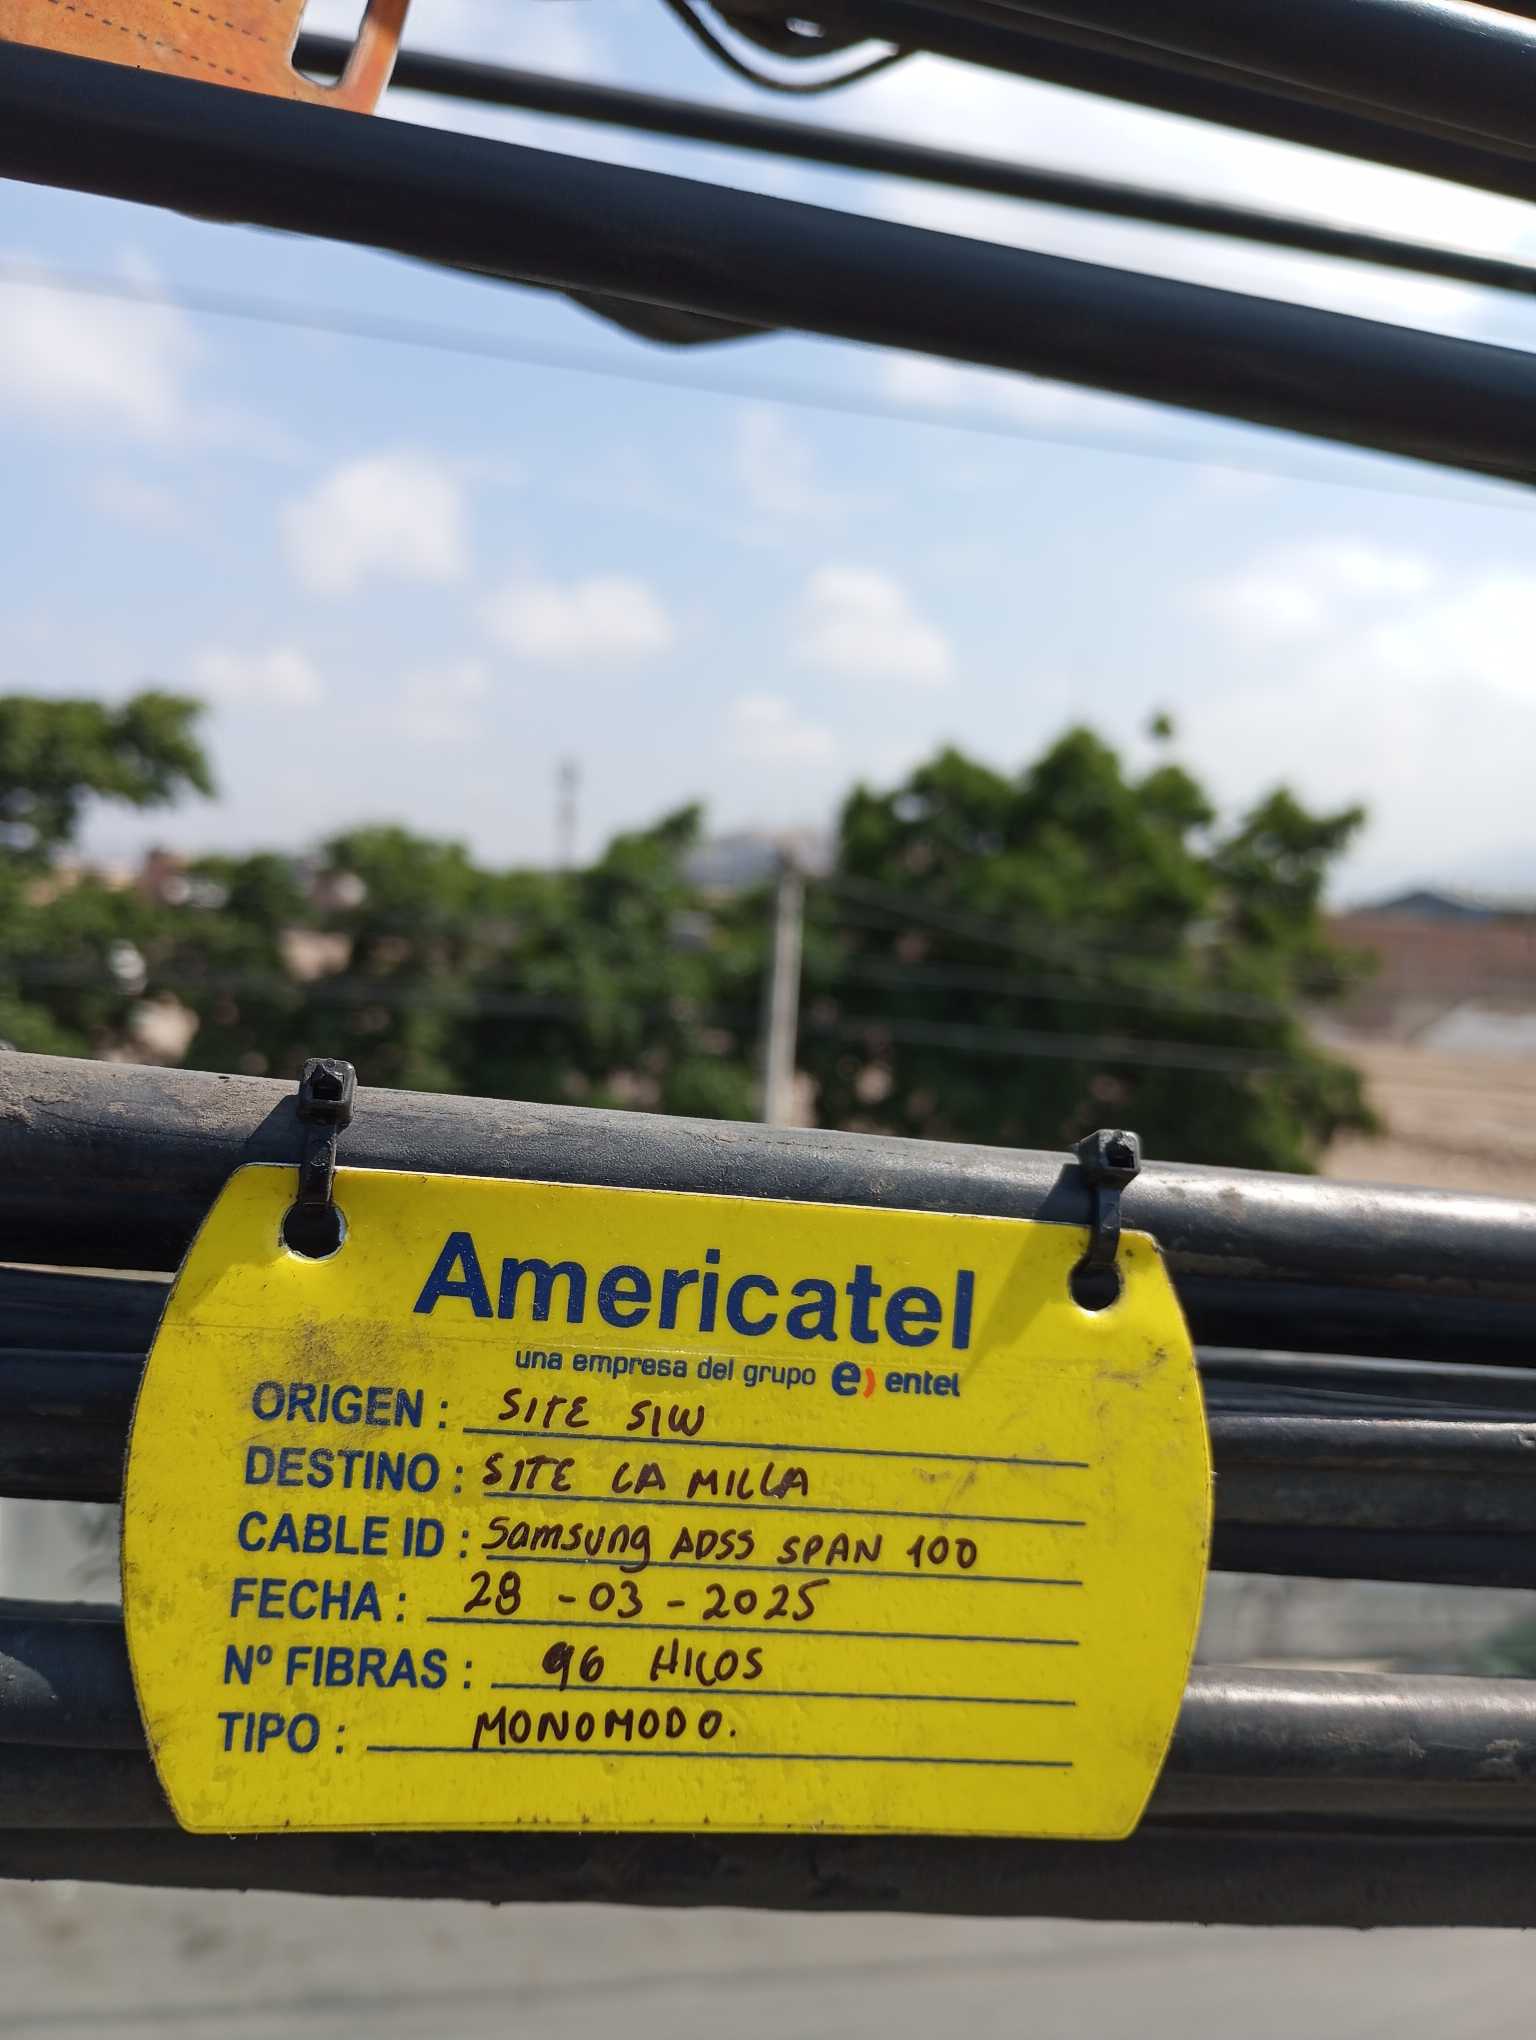 Americatel
una empresa del grupo e) entel
ORIGEN : SITE SIW
DESTINO : SITE LA MILLA
CABLE ID : Samsung ADSS SPAN 100
FECHA : 28-03-2025
Nº FIBRAS : 96 HILOS
TIPO : MONOMODO.